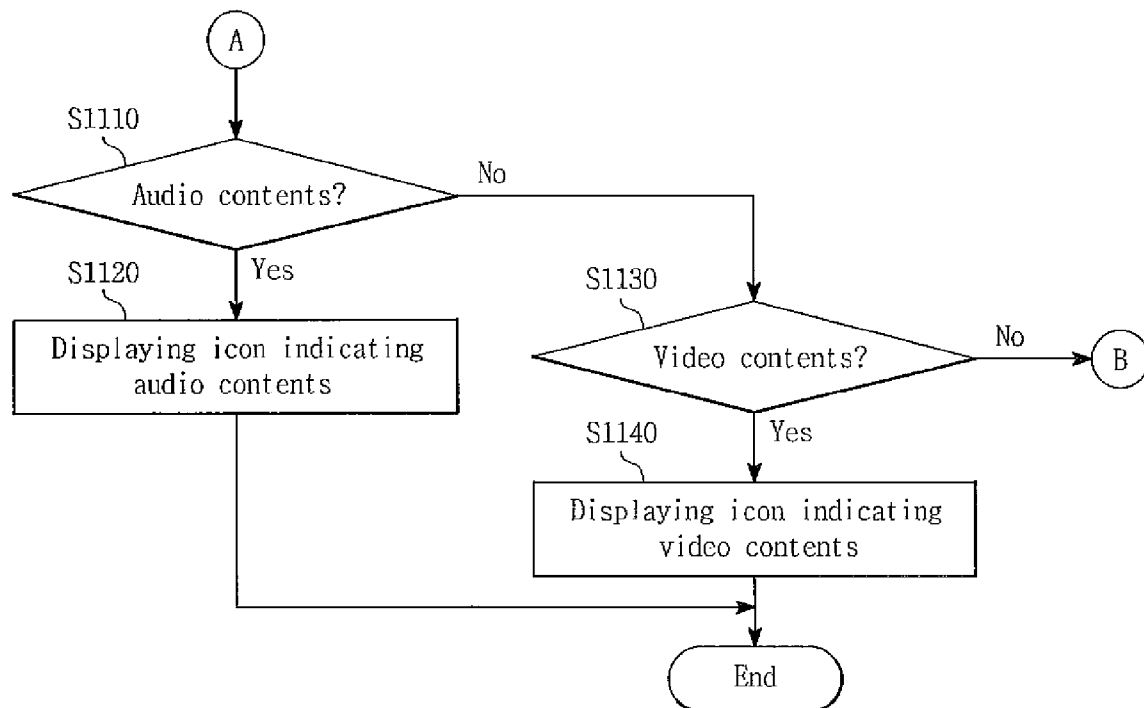 A
S1110
Audio contents?
No
Yes
S1120
Displaying icon indicating
audio contents
S1130
Video contents?
No
B
Yes
S1140
Displaying icon indicating
video contents
End